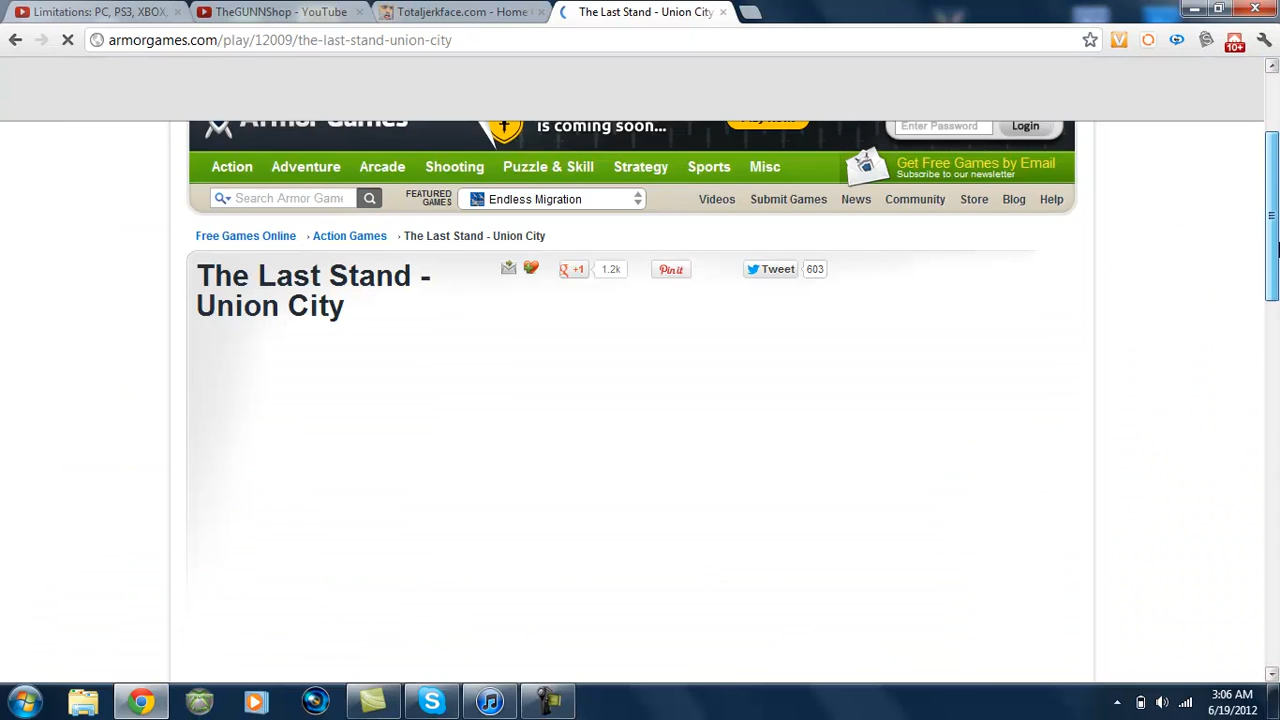 Limitations: PC, PS3, XBOX,
TheGUNNShop - YouTube
Totaljerkface.com - Home
The Last Stand - Union City
armorgames.com/play/12009/the-last-stand-union-city
10+
Armor Games
is coming soon...
Enter Password
Login
Action
Adventure
Arcade
Shooting
Puzzle & Skill
Strategy
Sports
Misc
Get Free Games by Email
Subscribe to our newsletter
Search Armor Game
FEATURED
GAMES
Endless Migration
Videos
Submit Games
News
Community
Store
Blog
Help
Free Games Online › Action Games › The Last Stand - Union City
The Last Stand -
Union City
g +1
1.2k
Pin it
Tweet
603
3:06 AM
6/19/2012